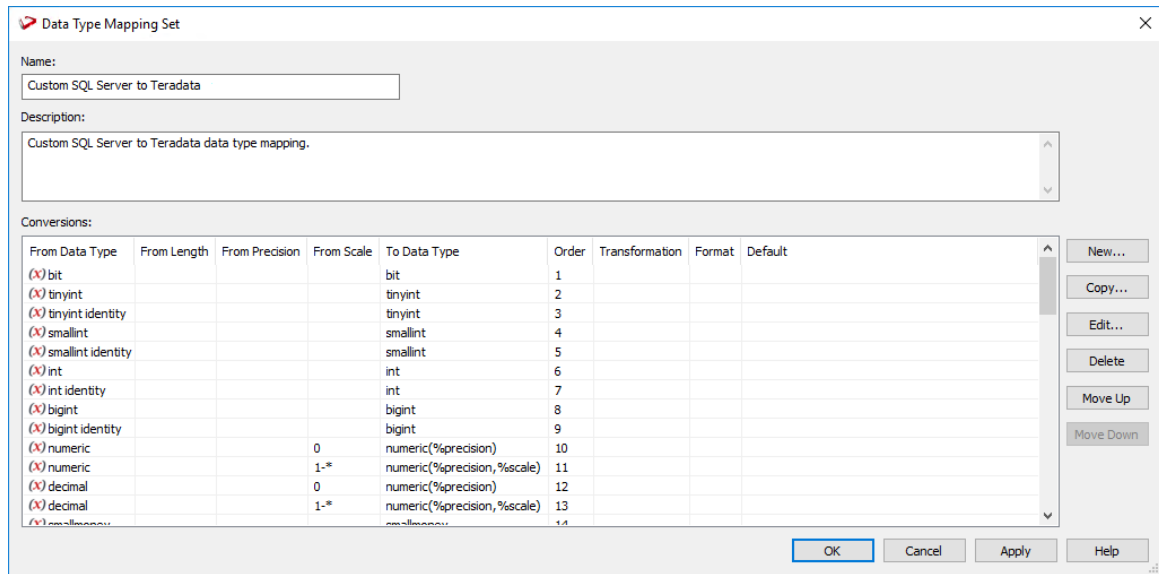 Data Type Mapping Set
Name:
Custom SQL Server to Teradata
Description:
Custom SQL Server to Teradata data type mapping.
Conversions:
From Data Type From Length From Precision From Scale To Data Type Order Transformation Format Default
(x) bit bit 1
(x) tinyint tinyint 2
(x) tinyint identity tinyint 3
(x) smallint smallint 4
(x) smallint identity smallint 5
(x) int int 6
(x) int identity int 7
(x) bigint bigint 8
(x) bigint identity bigint 9
(x) numeric 0 numeric(%precision) 10
(x) numeric 1-* numeric(%precision,%scale) 11
(x) decimal 0 numeric(%precision) 12
(x) decimal 1-* numeric(%precision,%scale) 13
(x) smallmoney smallmoney 14
New...
Copy...
Edit...
Delete
Move Up
Move Down
OK Cancel Apply Help